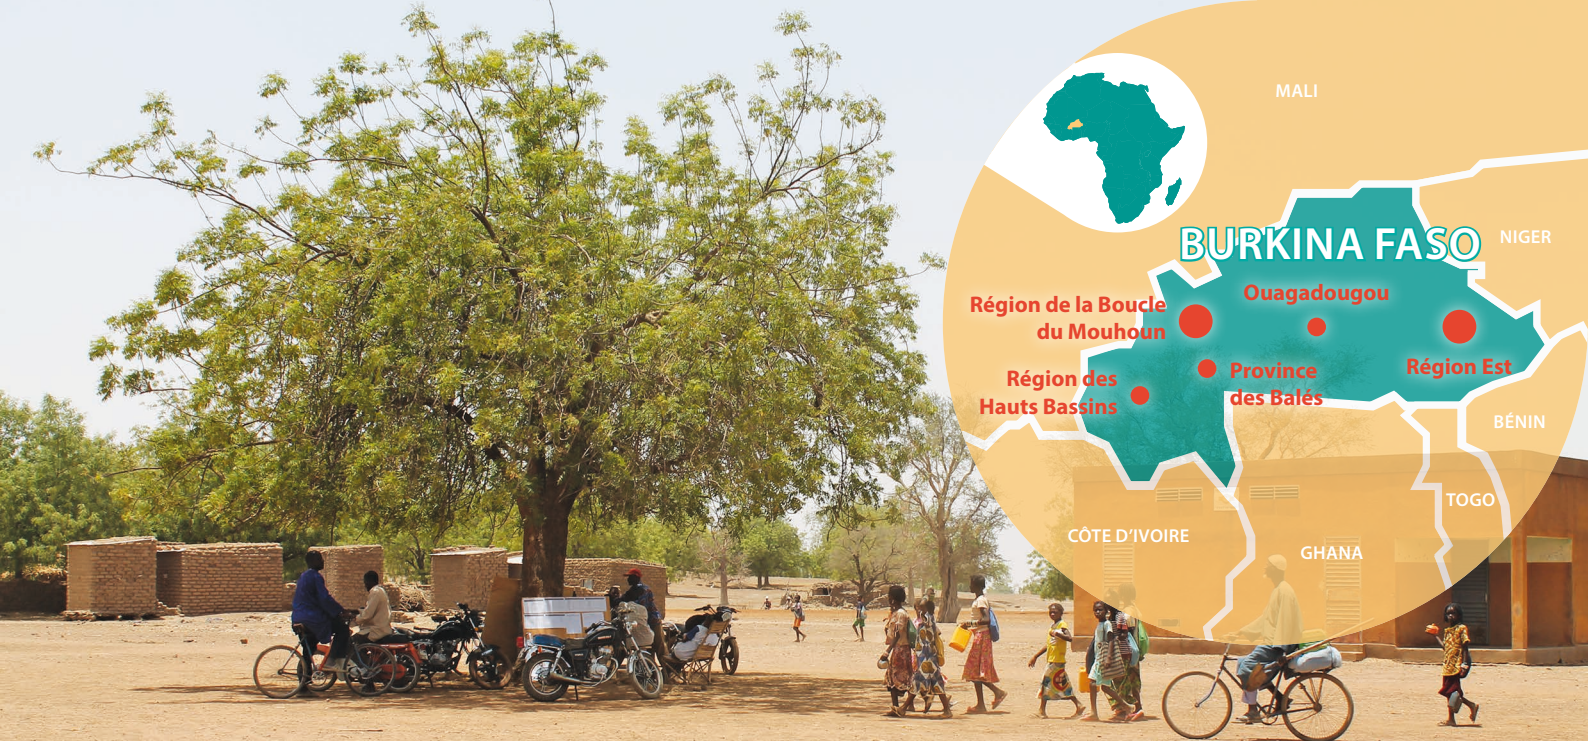 MALI
BURKINA FASO
NIGER
Ouagadougou
Région de la Boucle
du Mouhoun
Région Est
Province
des Balés
Région des
Hauts Bassins
BÉNIN
TOGO
CÔTE D'IVOIRE
GHANA